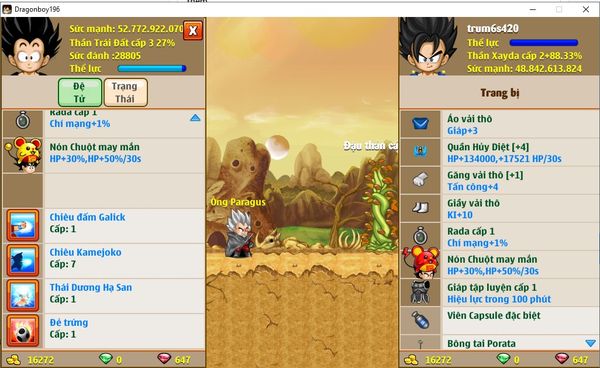 Dragonboy196
Sức mạnh: 52.772.922.070
Thần Trái Đất cấp 3 27%
Sức đánh :28805
Thể lực
X
Đệ Tử
Trạng Thái
Rada cấp 1
Chí mạng+1%
Nón Chuột may mắn
HP+30%,HP+50%/30s
Chiêu đấm Galick
Cấp: 1
Chiêu Kamejoko
Cấp: 7
Thái Dương Hạ San
Cấp: 1
Đẻ trứng
Cấp: 1
16272
0
647
Đậu thần cấ
Ông Paragus
trum6s420
Thể lực
Thần Xayda cấp 2+88.33%
Sức mạnh: 48.842.613.824
Trang bị
Áo vải thô
Giáp+3
Quần Hủy Diệt [+4]
HP+134000,+17521 HP/30s
Găng vải thô [+1]
Tấn công+4
Giầy vải thô
KI+10
Rada cấp 1
Chí mạng+1%
Nón Chuột may mắn
HP+30%,HP+50%/30s
Giáp tập luyện cấp 1
Hiệu lực trong 100 phút
Viên Capsule đặc biệt
Bông tai Porata
16272
0
647